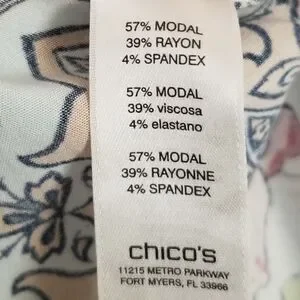 57% MODAL
39% RAYON
4% SPANDEX
57% MODAL
39% viscosa
4% elastano
57% MODAL
39% RAYONNE
4% SPANDEX
chico's
11215 METRO PARKWAY
FORT MYERS, FL 33966